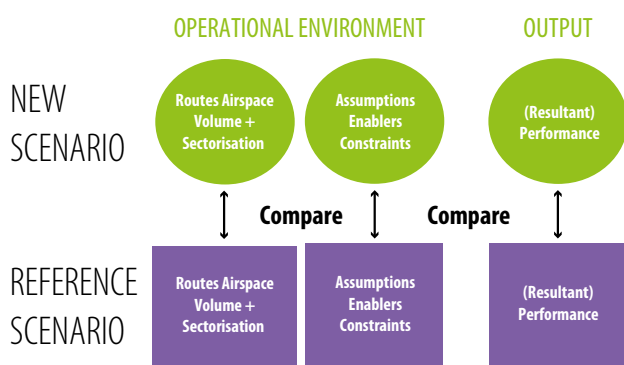 OPERATIONAL ENVIRONMENT
OUTPUT
NEW
SCENARIO
Routes Airspace
Volume +
Sectorisation
Assumptions
Enablers
Constraints
(Resultant)
Performance
Compare
Compare
REFERENCE
SCENARIO
Routes Airspace
Volume +
Sectorisation
Assumptions
Enablers
Constraints
(Resultant)
Performance